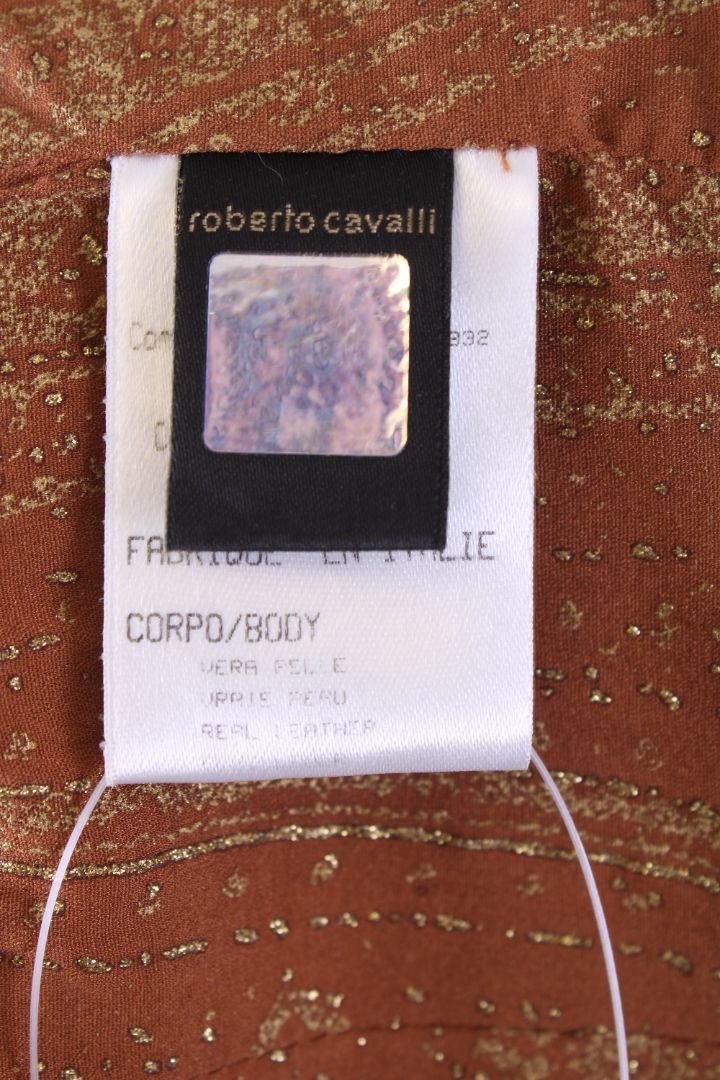 roberto cavalli
FABRIQUE EN ITALIE
CORPO/BODY
VERA PELLE
VRAIE PEAU
REAL LEATHER